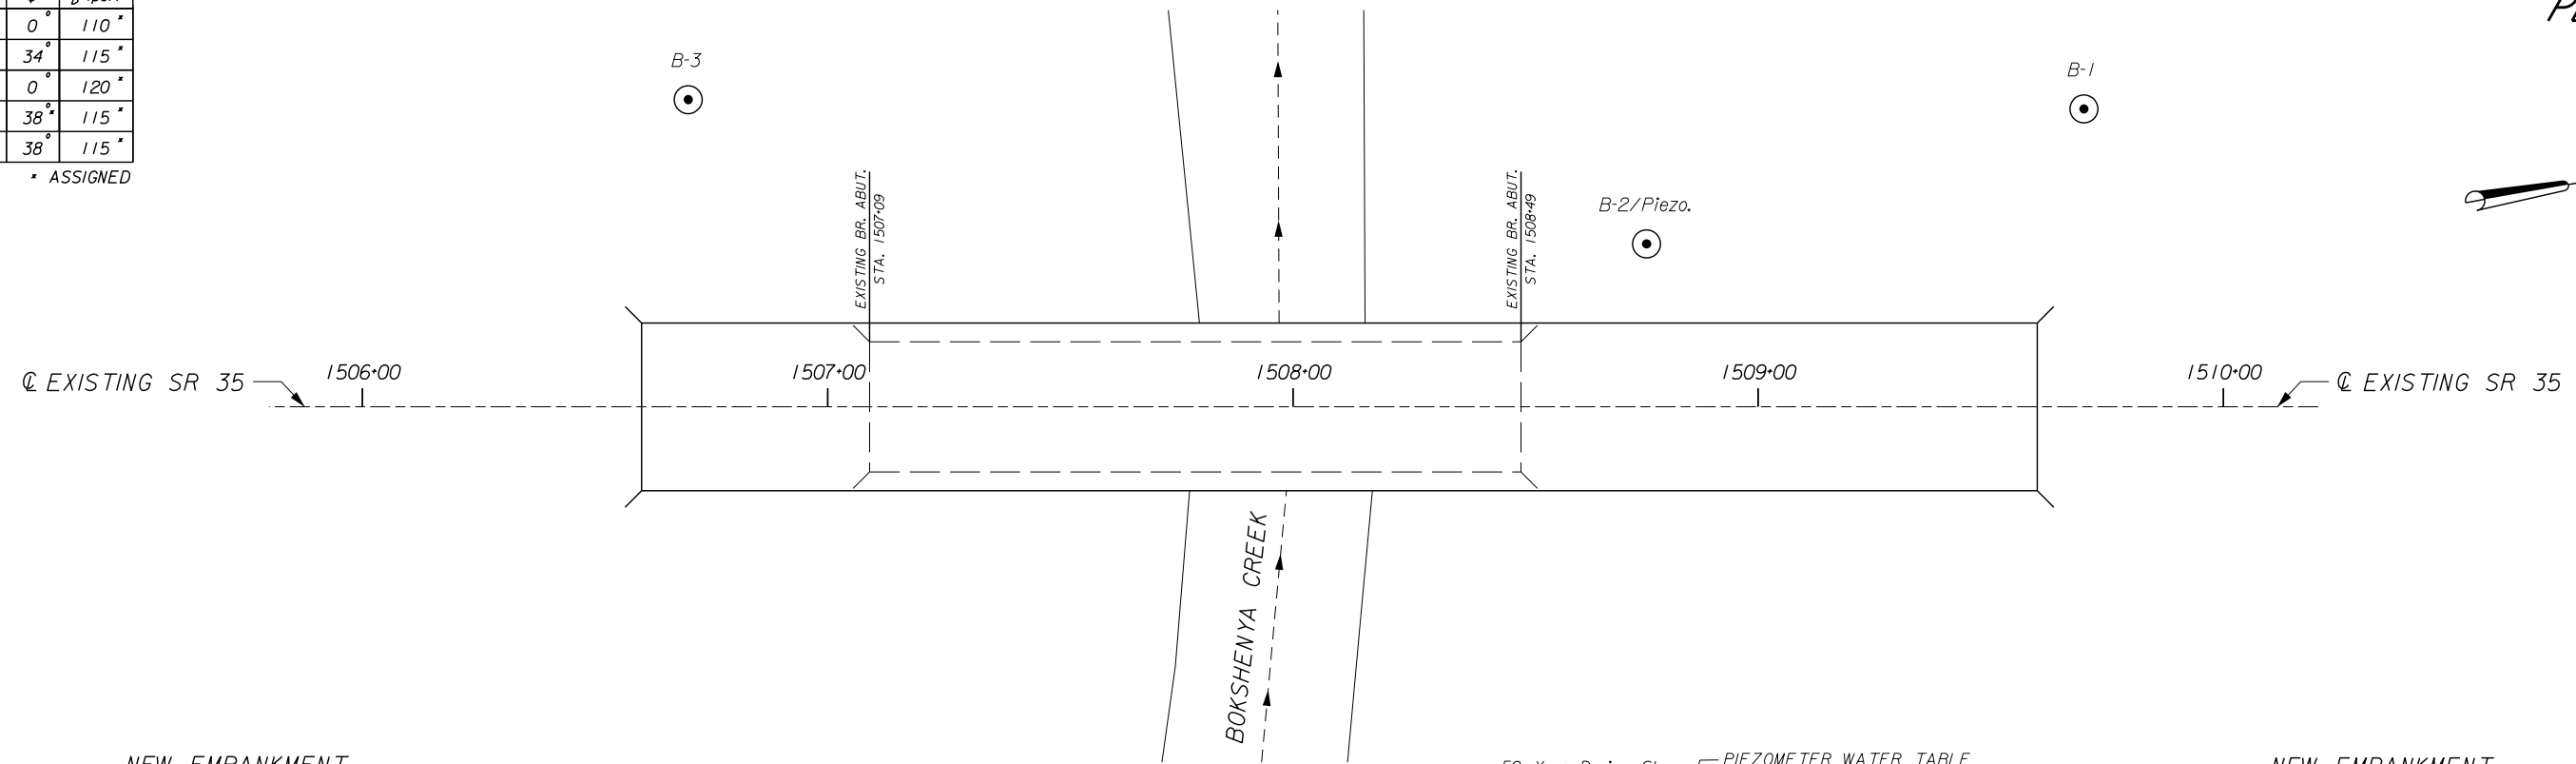 0° 110 *
34° 115 *
0° 120 *
38°* 115 *
38° 115 *
* ASSIGNED
B-3
B-1
EXISTING BR. ABUT.
STA. 1507+09
EXISTING BR. ABUT.
STA. 1508+49
B-2/Piezo.
℄ EXISTING SR 35
1506+00
1507+00
1508+00
1509+00
1510+00
℄ EXISTING SR 35
BOKSHENYA CREEK
NEW EMBANKMENT
PIEZOMETER WATER TABLE
NEW EMBANKMENT